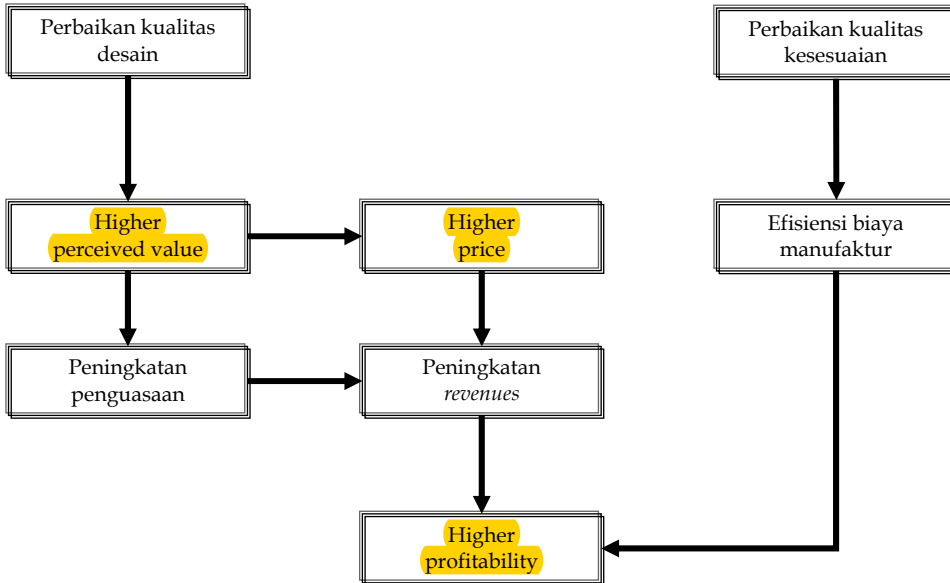 Perbaikan kualitas
desain
Perbaikan kualitas
kesesuaian
Higher
perceived value
Higher
price
Efisiensi biaya
manufaktur
Peningkatan
penguasaan
Peningkatan
revenues
Higher
profitability